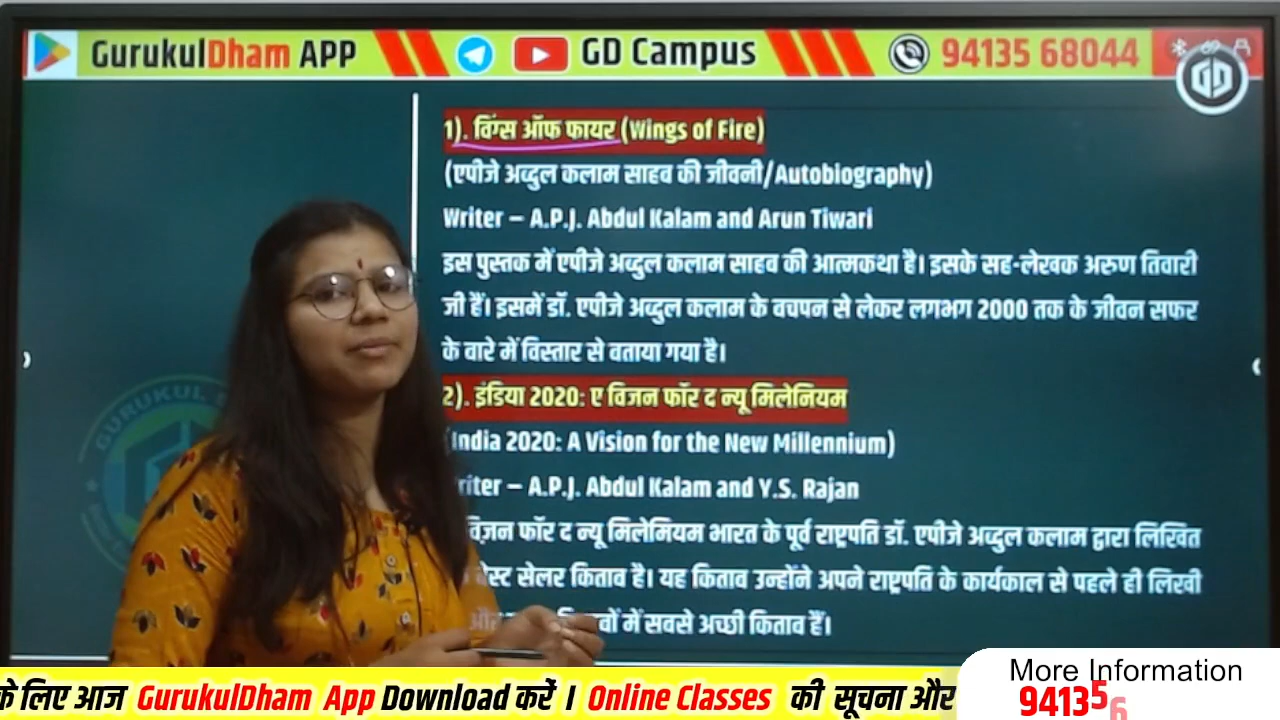 GurukulDham APP GD Campus 94135 68044 GD
1). विंग्स ऑफ फायर (Wings of Fire)
(एपीजे अब्दुल कलाम साहब की जीवनी/Autobiography)
Writer – A.P.J. Abdul Kalam and Arun Tiwari
इस पुस्तक में एपीजे अब्दुल कलाम साहब की आत्मकथा है। इसके सह-लेखक अरुण तिवारी
जी हैं। इसमें डॉ. एपीजे अब्दुल कलाम के बचपन से लेकर लगभग 2000 तक के जीवन सफर
के बारे में विस्तार से बताया गया है।
2). इंडिया 2020: ए विजन फॉर द न्यू मिलेनियम
(India 2020: A Vision for the New Millennium)
riter – A.P.J. Abdul Kalam and Y.S. Rajan
विज़न फॉर द न्यू मिलेमियम भारत के पूर्व राष्ट्रपति डॉ. एपीजे अब्दुल कलाम द्वारा लिखित
बेस्ट सेलर किताब है। यह किताब उन्होंने अपने राष्ट्रपति के कार्यकाल से पहले ही लिखी
में सबसे अच्छी किताब हैं।
GURUKUL
के लिए आज GurukulDham App Download करें । Online Classes की सूचना और
More Information
94135 6